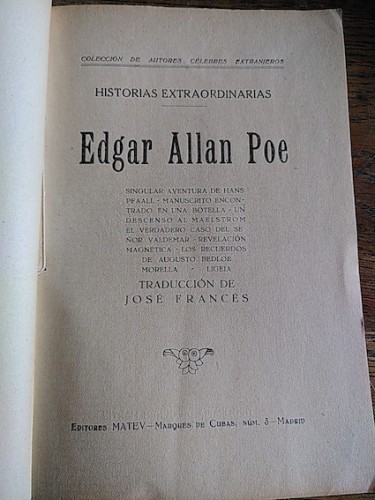 COLECCIÓN DE AUTORES CÉLEBRES EXTRANJEROS
HISTORIAS EXTRAORDINARIAS
Edgar Allan Poe
SINGULAR AVENTURA DE HANS
PFAALL - MANUSCRITO ENCON-
TRADO EN UNA BOTELLA - UN
DESCENSO AL MAELSTROM
EL VERDADERO CASO DEL SE
ÑOR VALDEMAR - REVELACIÓN
MAGNÉTICA - LOS RECUERDOS
DE AUGUSTO BEDLOE
MORELLA - LIGEIA
TRADUCCIÓN DE
JOSÉ FRANCÉS
EDITORES MATEV—MARQUÉS DE CUBAS, NÚM. 3—MADRID